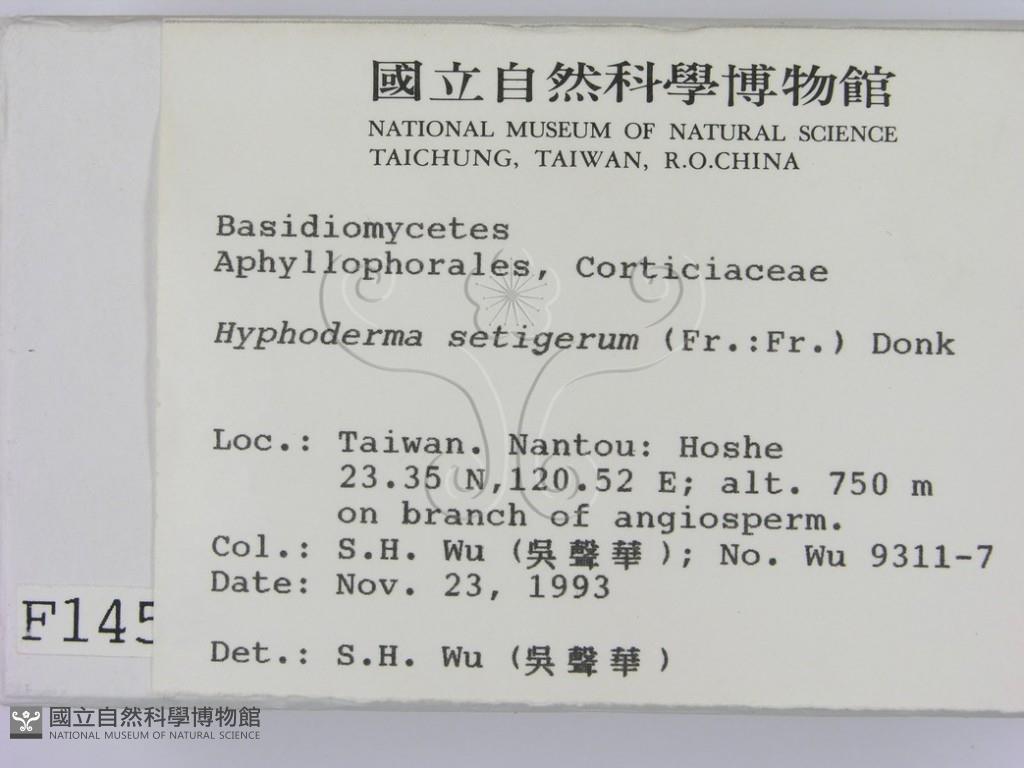 國立自然科學博物館
NATIONAL MUSEUM OF NATURAL SCIENCE
TAICHUNG, TAIWAN, R.O.CHINA
Basidiomycetes
Aphyllophorales, Corticiaceae
Hyphoderma setigerum (Fr.:Fr.) Donk
Loc.: Taiwan. Nantou: Hoshe
23.35 N,120.52 E; alt. 750 m
on branch of angiosperm.
Col.: S.H. Wu (吳聲華); No. Wu 9311-7
Date: Nov. 23, 1993
Det.: S.H. Wu (吳聲華)
F145
國立自然科學博物館
NATIONAL MUSEUM OF NATURAL SCIENCE